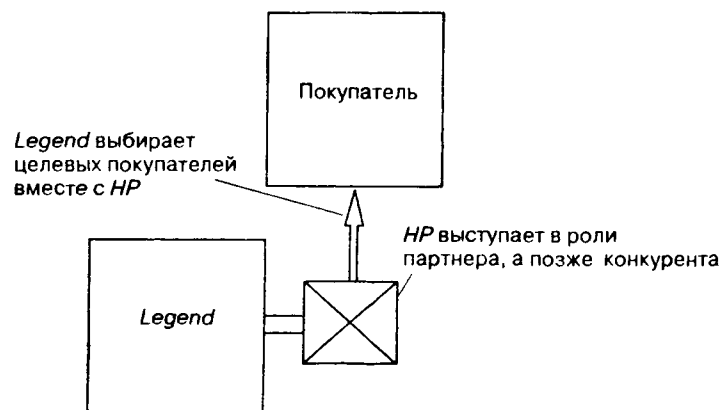 Покупатель
Legend выбирает
целевых покупателей
вместе с HP
HP выступает в роли
партнера, а позже конкурента
Legend